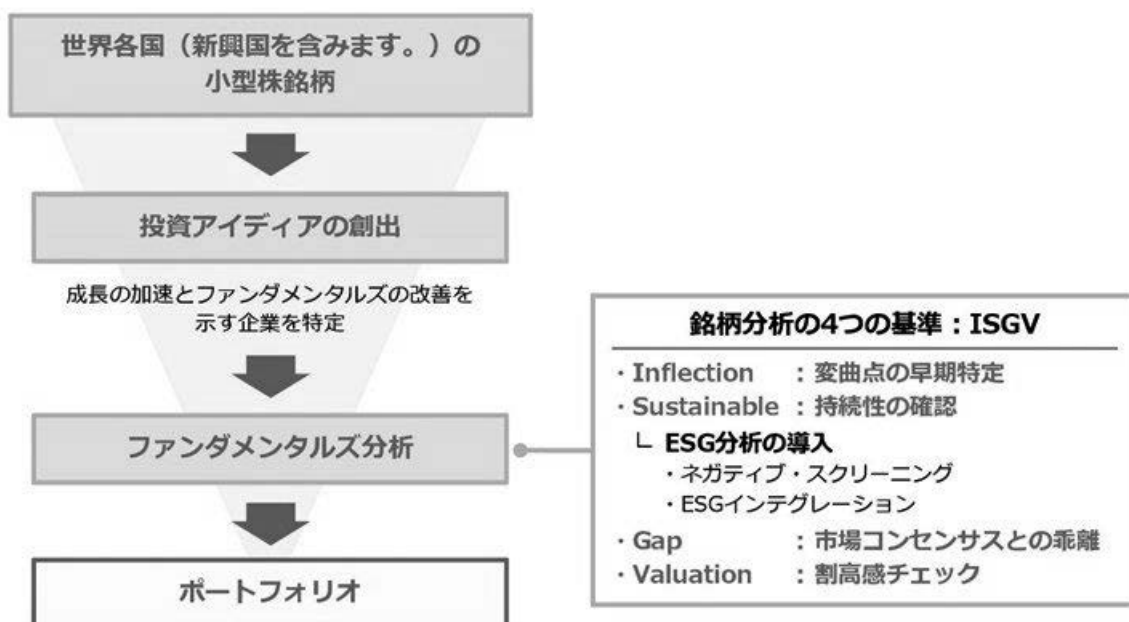 世界各国（新興国を含みます。）の
小型株銘柄
投資アイディアの創出
成長の加速とファンダメンタルズの改善を
示す企業を特定
ファンダメンタルズ分析
ポートフォリオ
銘柄分析の4つの基準：ISGV
・Inflection ：変曲点の早期特定
・Sustainable ：持続性の確認
└ ESG分析の導入
・ネガティブ・スクリーニング
・ESGインテグレーション
・Gap ：市場コンセンサスとの乖離
・Valuation ：割高感チェック